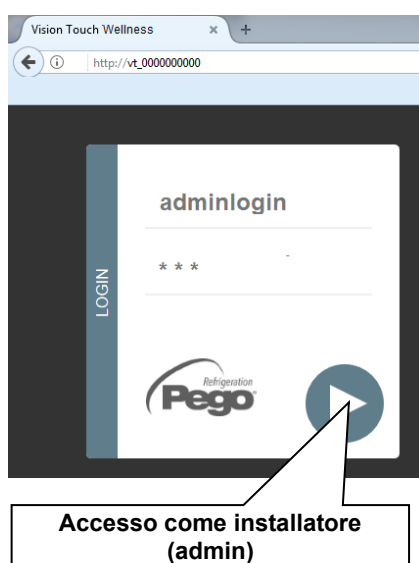 Vision Touch Wellness × +
http://vt_0000000000
LOGIN
adminlogin
* * *
Refrigeration
Pego
Accesso come installatore
(admin)